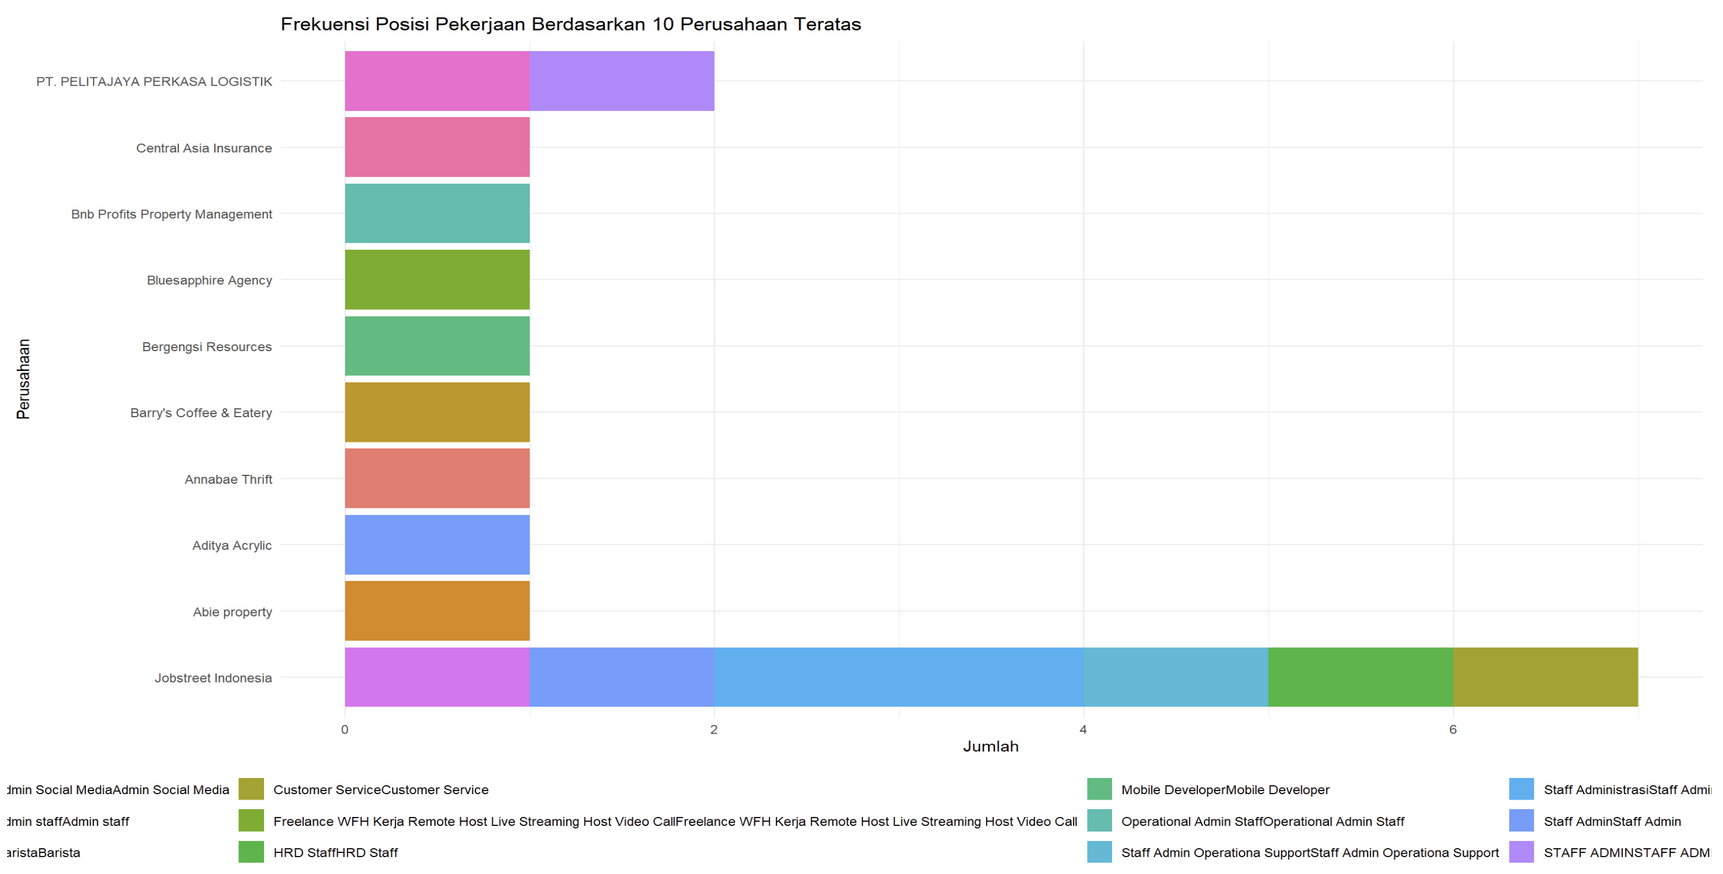 Frekuensi Posisi Pekerjaan Berdasarkan 10 Perusahaan Teratas
PT. PELITAJAYA PERKASA LOGISTIK
Central Asia Insurance
Bnb Profits Property Management
Bluesapphire Agency
Bergengsi Resources
Barry's Coffee & Eatery
Annabae Thrift
Aditya Acrylic
Abie property
Jobstreet Indonesia
Perusahaan
0 2 4 6
Jumlah
dmin Social MediaAdmin Social Media Customer ServiceCustomer Service Mobile DeveloperMobile Developer Staff AdministrasiStaff Admi
dmin staffAdmin staff Freelance WFH Kerja Remote Host Live Streaming Host Video CallFreelance WFH Kerja Remote Host Live Streaming Host Video Call Operational Admin StaffOperational Admin Staff Staff AdminStaff Admin
aristaBarista HRD StaffHRD Staff Staff Admin Operationa SupportStaff Admin Operationa Support STAFF ADMINSTAFF ADM